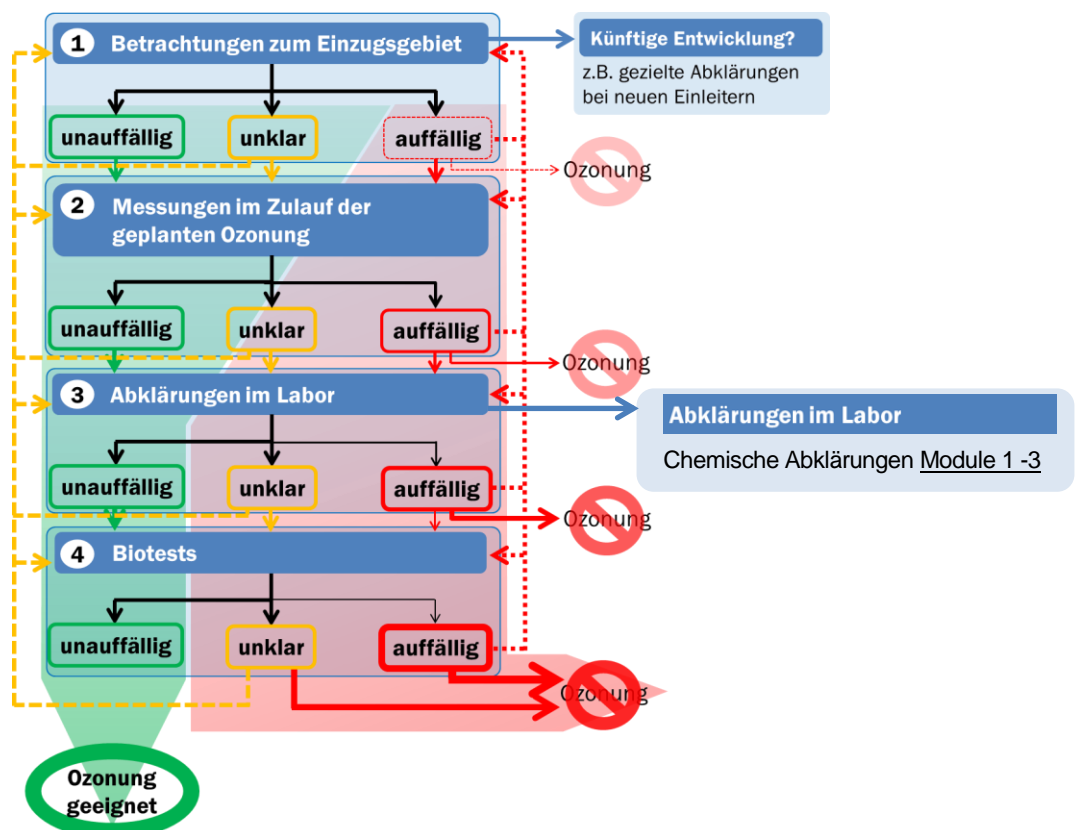 1 Betrachtungen zum Einzugsgebiet
Künftige Entwicklung?
z.B. gezielte Abklärungen
bei neuen Einleitern
unauffällig unklar auffällig
Ozonung
2 Messungen im Zulauf der
geplanten Ozonung
unauffällig unklar auffällig
Ozonung
3 Abklärungen im Labor
Abklärungen im Labor
Chemische Abklärungen Module 1 -3
unauffällig unklar auffällig
Ozonung
4 Biotests
unauffällig unklar auffällig
Ozonung
Ozonung
geeignet